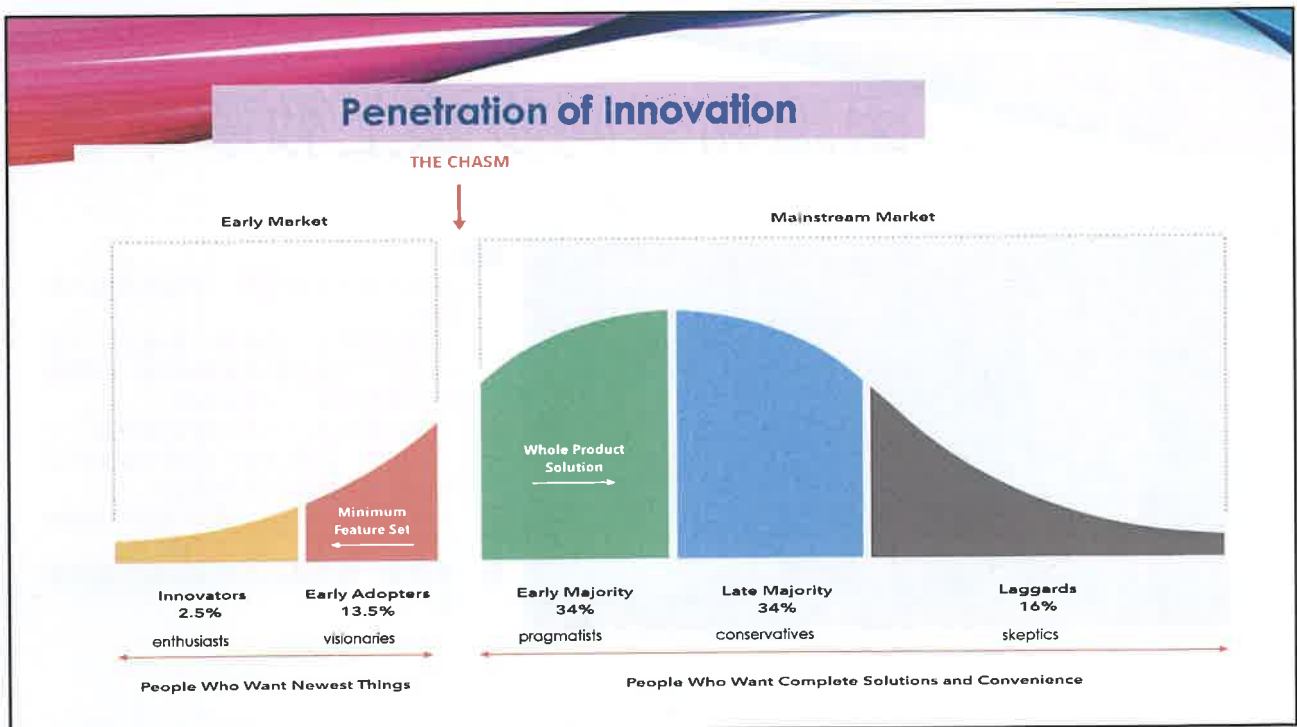 Penetration of Innovation
THE CHASM
Early Market
Mainstream Market
Whole Product
Solution
Minimum
Feature Set
Innovators
2.5%
enthusiasts
Early Adopters
13.5%
visionaries
Early Majority
34%
pragmatists
Late Majority
34%
conservatives
Laggards
16%
skeptics
People Who Want Newest Things
People Who Want Complete Solutions and Convenience